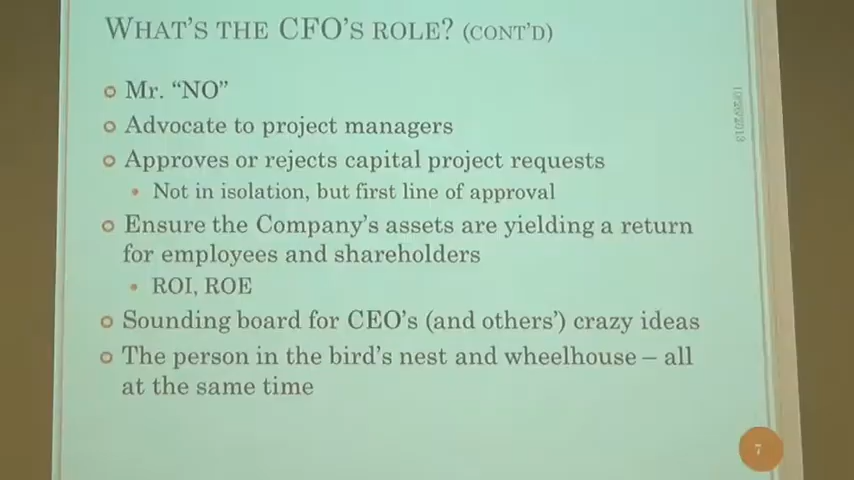 WHAT'S THE CFO'S ROLE? (CONT'D)
Mr. “NO”
Advocate to project managers
Approves or rejects capital project requests
Not in isolation, but first line of approval
Ensure the Company's assets are yielding a return
for employees and shareholders
ROI, ROE
Sounding board for CEO's (and others') crazy ideas
The person in the bird's nest and wheelhouse – all
at the same time
7